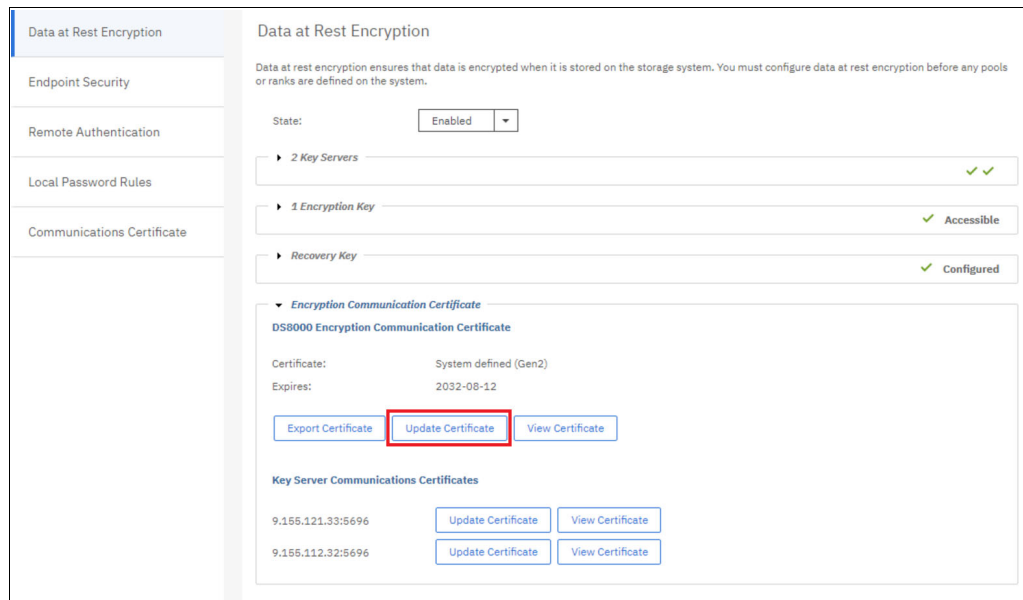 Data at Rest Encryption
Endpoint Security
Remote Authentication
Local Password Rules
Communications Certificate
Data at Rest Encryption
Data at rest encryption ensures that data is encrypted when it is stored on the storage system. You must configure data at rest encryption before any pools
or ranks are defined on the system.
State: Enabled
2 Key Servers
1 Encryption Key
Accessible
Recovery Key
Configured
Encryption Communication Certificate
DS8000 Encryption Communication Certificate
Certificate: System defined (Gen2)
Expires: 2032-08-12
Export Certificate Update Certificate View Certificate
Key Server Communications Certificates
9.155.121.33:5696 Update Certificate View Certificate
9.155.112.32:5696 Update Certificate View Certificate